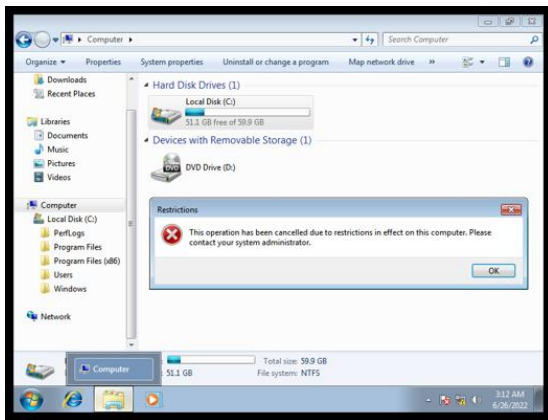 Computer
Search Computer
Organize
Properties
System properties
Uninstall or change a program
Map network drive
»
Downloads
Recent Places
Libraries
Documents
Music
Pictures
Videos
Computer
Local Disk (C:)
PerfLogs
Program Files
Program Files (x86)
Users
Windows
Network
Hard Disk Drives (1)
Local Disk (C:)
51.1 GB free of 59.9 GB
Devices with Removable Storage (1)
DVD
DVD Drive (D:)
Restrictions
This operation has been cancelled due to restrictions in effect on this computer. Please
contact your system administrator.
OK
Total size: 59.9 GB
51.1 GB
File system: NTFS
Computer
3:12 AM
6/26/2022